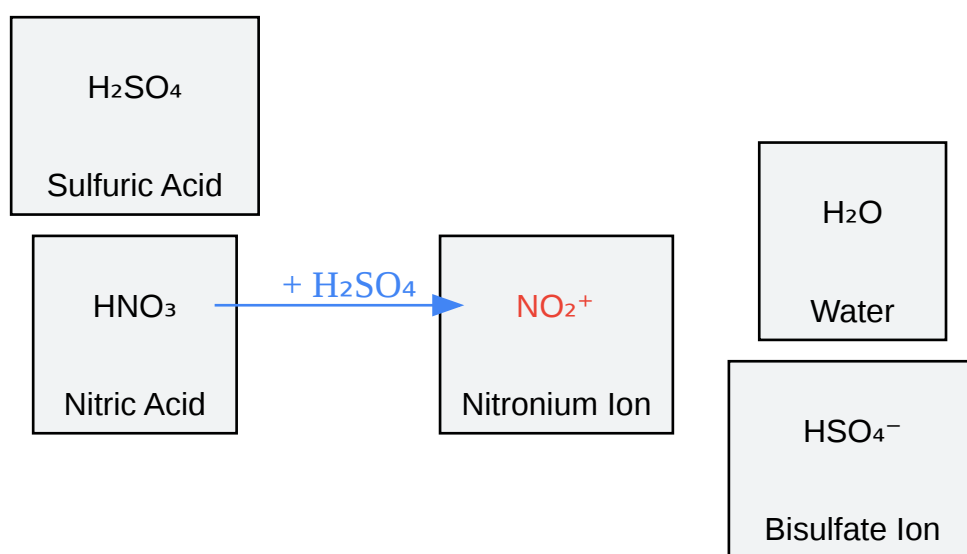 H₂SO₄
Sulfuric Acid
HNO₃
Nitric Acid
+ H₂SO₄
NO₂⁺
Nitronium Ion
H₂O
Water
HSO₄⁻
Bisulfate Ion